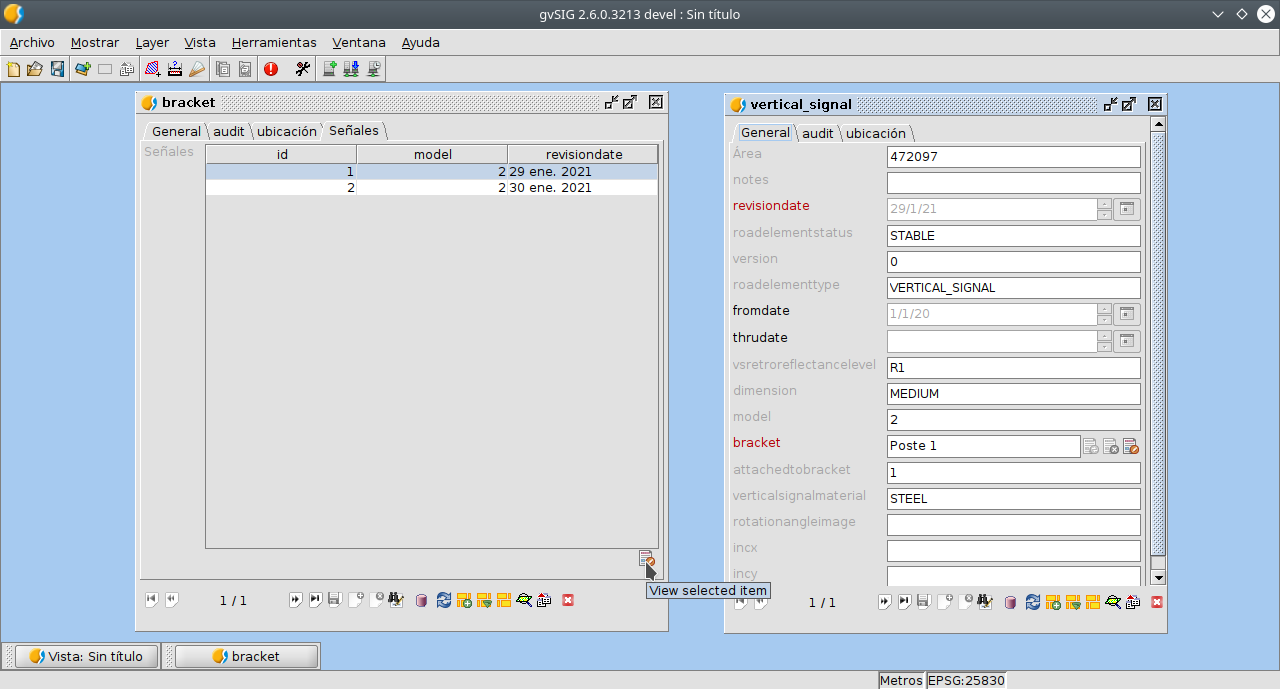 gvSIG 2.6.0.3213 devel : Sin título
Archivo Mostrar Layer Vista Herramientas Ventana Ayuda
bracket
General audit ubicación Señales
Señales
id model revisiondate
1 2 29 ene. 2021
2 2 30 ene. 2021
1 / 1
View selected item
vertical_signal
General audit ubicación
Área 472097
notes
revisiondate 29/1/21
roadelementstatus STABLE
version 0
roadelementtype VERTICAL_SIGNAL
fromdate 1/1/20
thrudate
vsretroreflectancelevel R1
dimension MEDIUM
model 2
bracket Poste 1
attachedtobracket 1
verticalsignalmaterial STEEL
rotationangleimage
incx
incy
1 / 1
Vista: Sin título bracket
Metros EPSG:25830